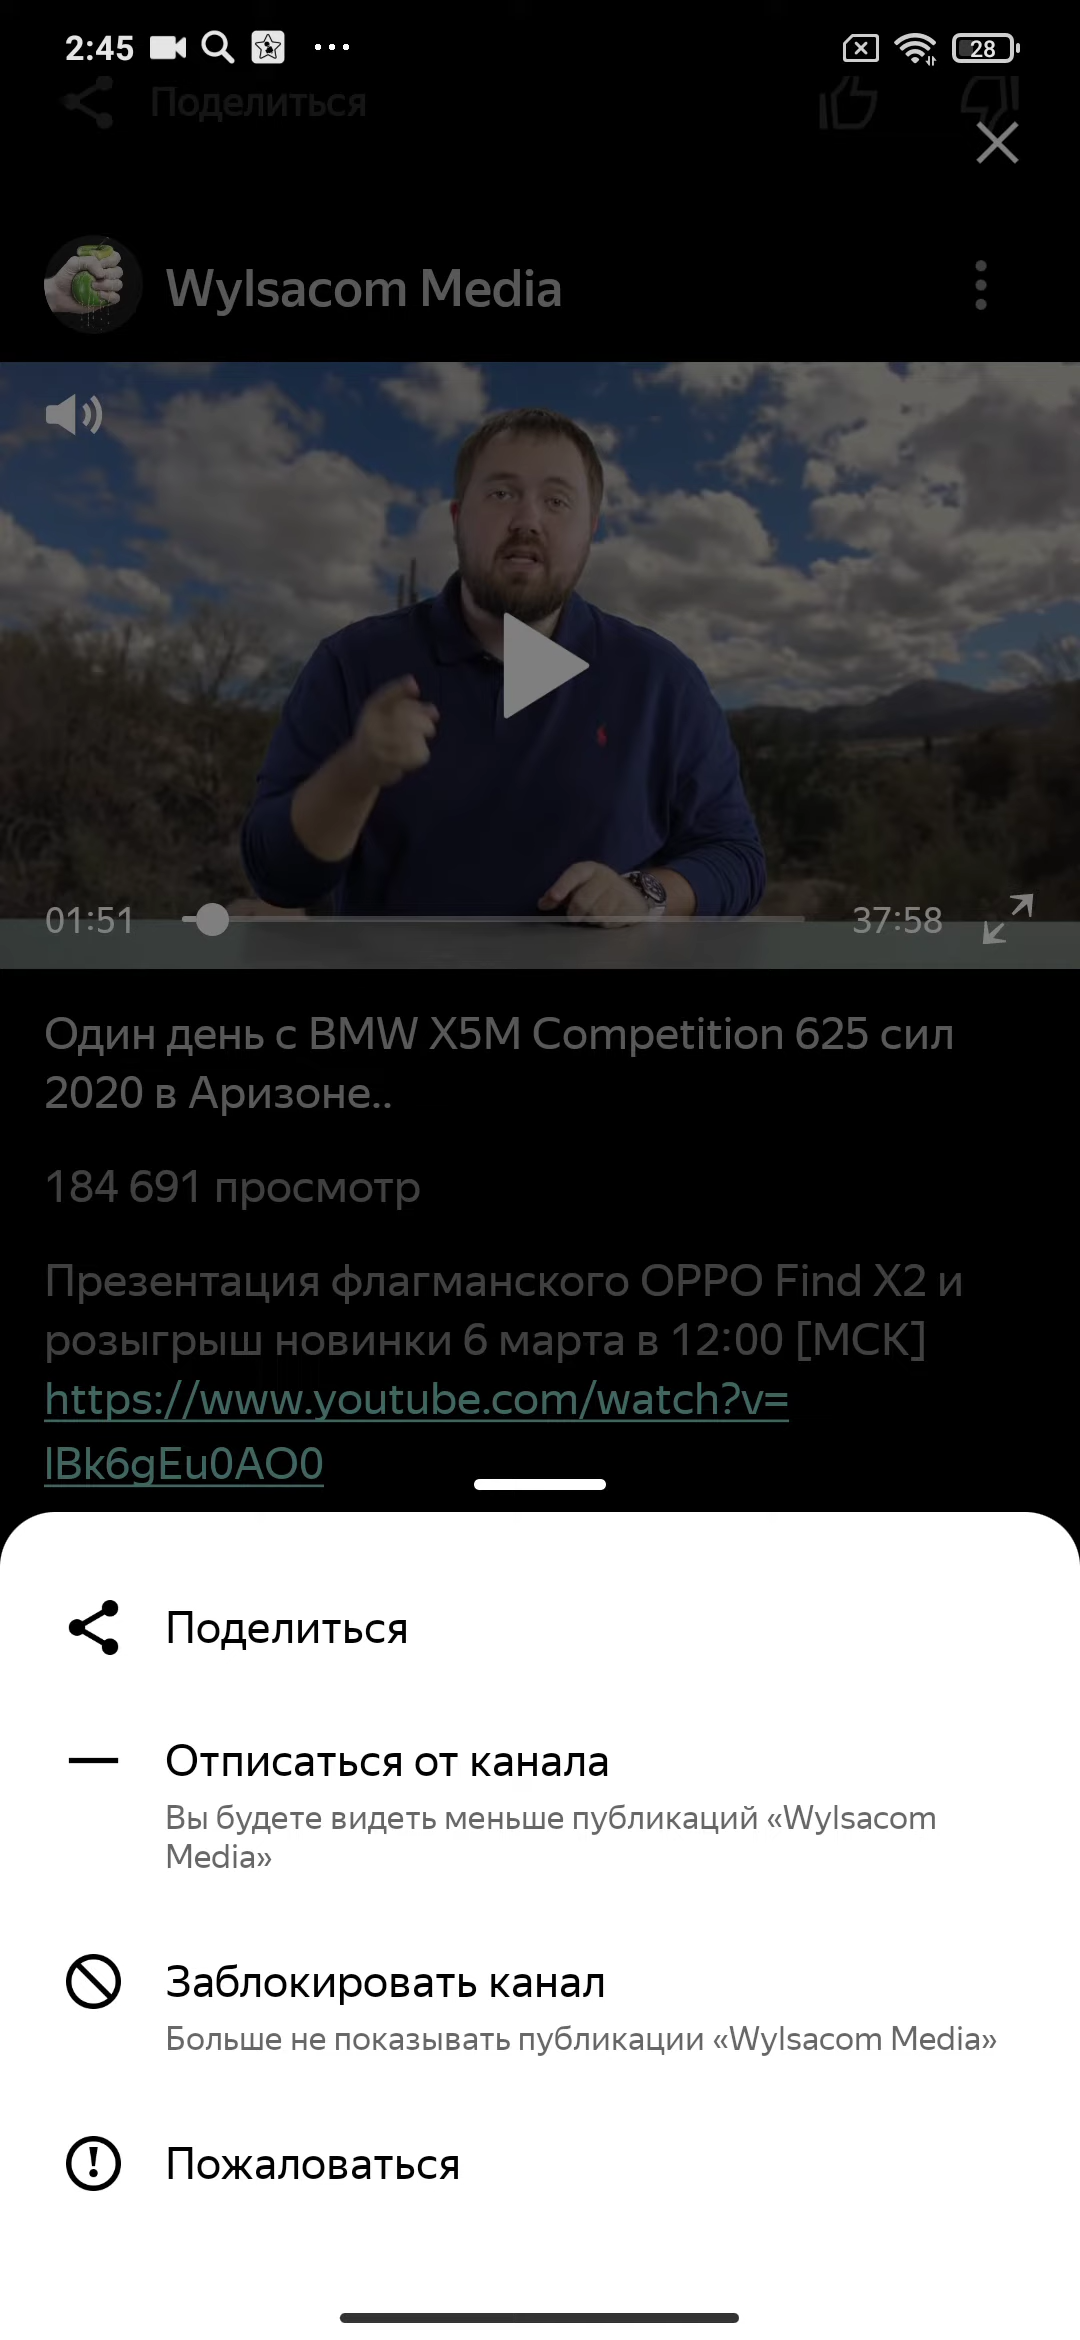 2:45
28
Поделиться
Wylsacom Media
01:51
37:58
Один день с BMW X5M Competition 625 сил
2020 в Аризоне..
184 691 просмотр
Презентация флагманского OPPO Find X2 и
розыгрыш новинки 6 марта в 12:00 [МСК]
https://www.youtube.com/watch?v=
lBk6gEu0AO0
Поделиться
Отписаться от канала
Вы будете видеть меньше публикаций «Wylsacom
Media»
Заблокировать канал
Больше не показывать публикации «Wylsacom Media»
Пожаловаться